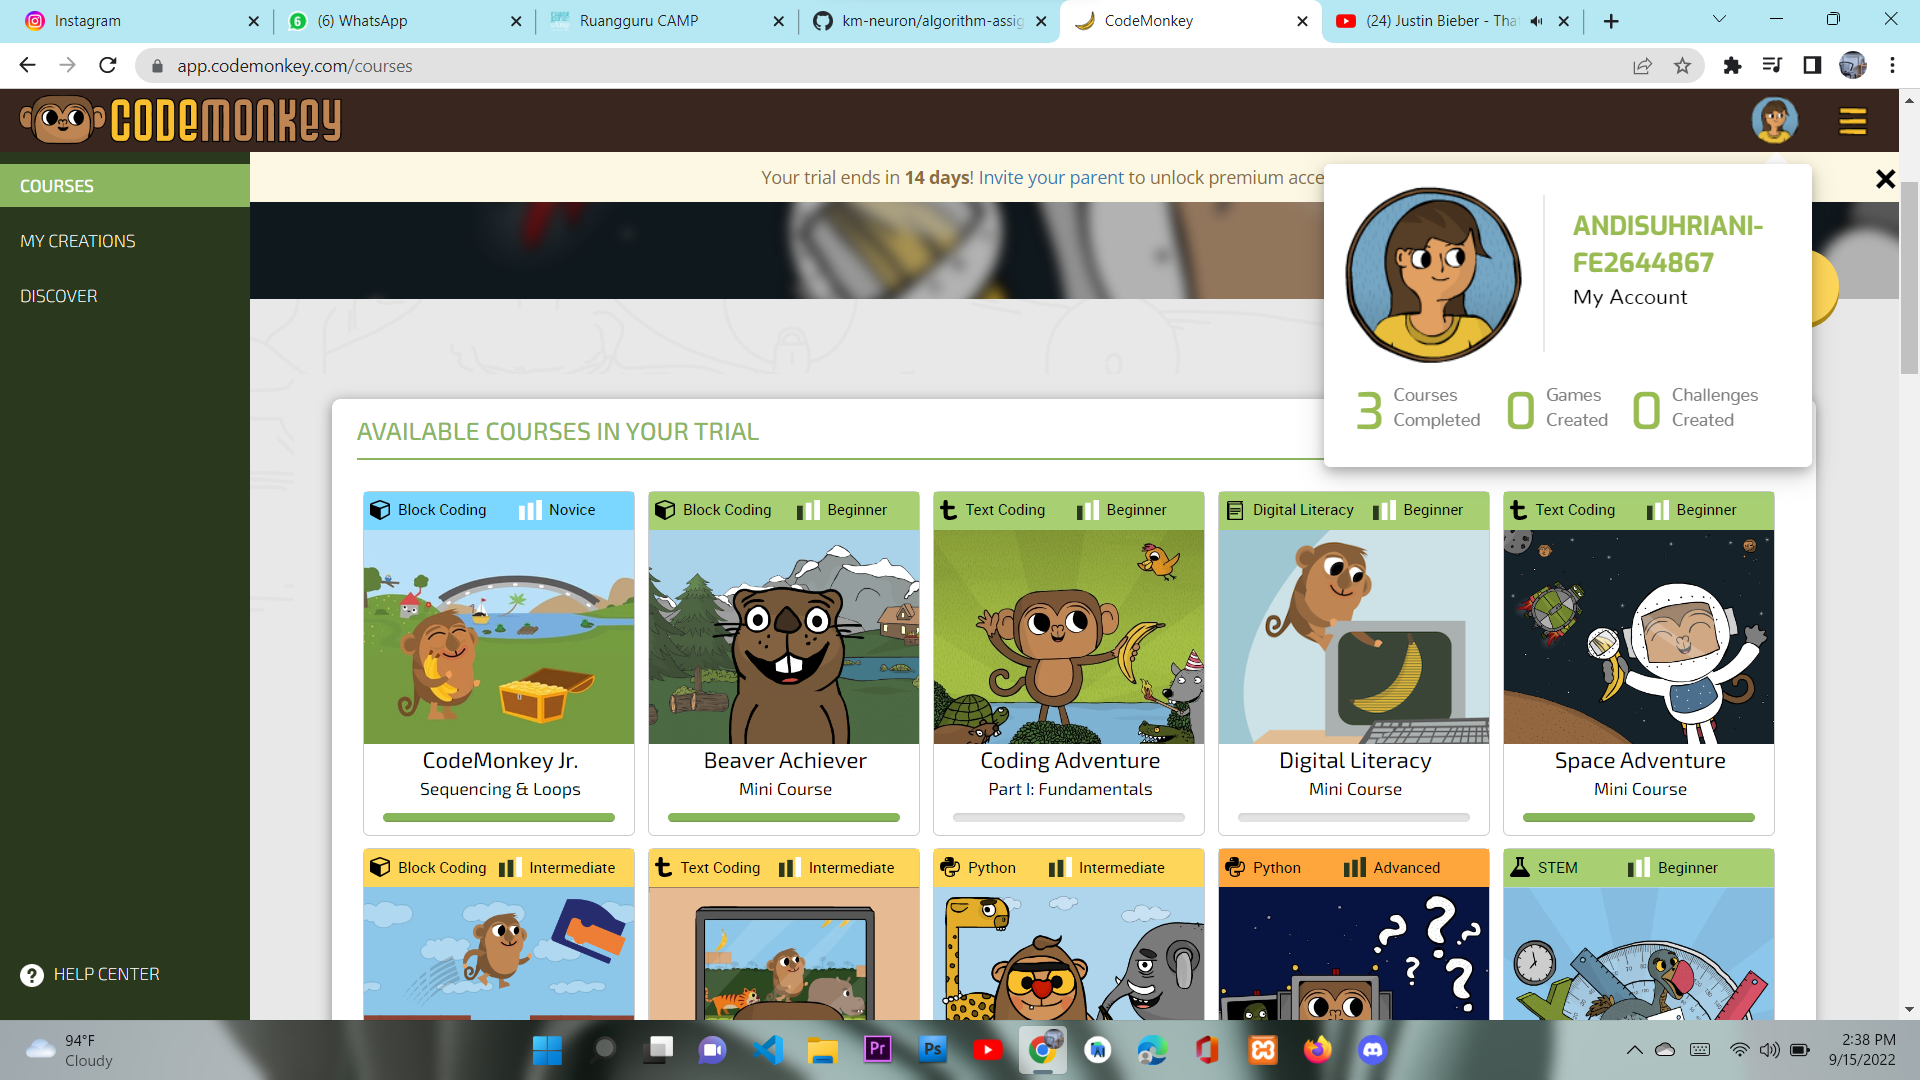 Instagram
(6) WhatsApp
Ruangguru CAMP
km-neuron/algorithm-assig
CodeMonkey
(24) Justin Bieber - Tha
app.codemonkey.com/courses
CODEMONKEY
COURSES
MY CREATIONS
DISCOVER
HELP CENTER
Your trial ends in 14 days! Invite your parent to unlock premium acce
ANDISUHRIANI-
FE2644867
My Account
3 Courses Completed
0 Games Created
0 Challenges Created
AVAILABLE COURSES IN YOUR TRIAL
Block Coding Novice
CodeMonkey Jr.
Sequencing & Loops
Block Coding Beginner
Beaver Achiever
Mini Course
Text Coding Beginner
Coding Adventure
Part I: Fundamentals
Digital Literacy Beginner
Digital Literacy
Mini Course
Text Coding Beginner
Space Adventure
Mini Course
Block Coding Intermediate
Text Coding Intermediate
Python Intermediate
Python Advanced
STEM Beginner
94°F
Cloudy
Pr
Ps
2:38 PM
9/15/2022